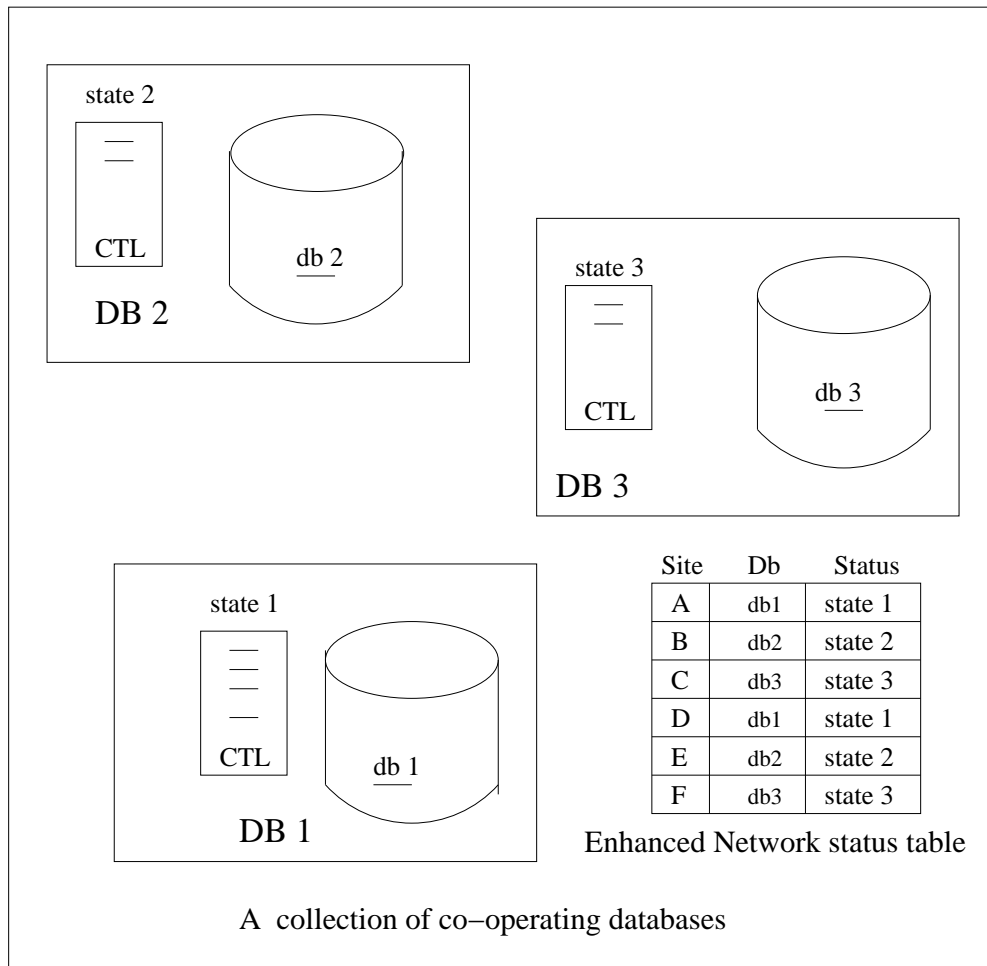 state 2
CTL
db 2
DB 2
state 3
CTL
db 3
DB 3
state 1
CTL
db 1
DB 1
Site Db Status
A db1 state 1
B db2 state 2
C db3 state 3
D db1 state 1
E db2 state 2
F db3 state 3
Enhanced Network status table
A collection of co−operating databases